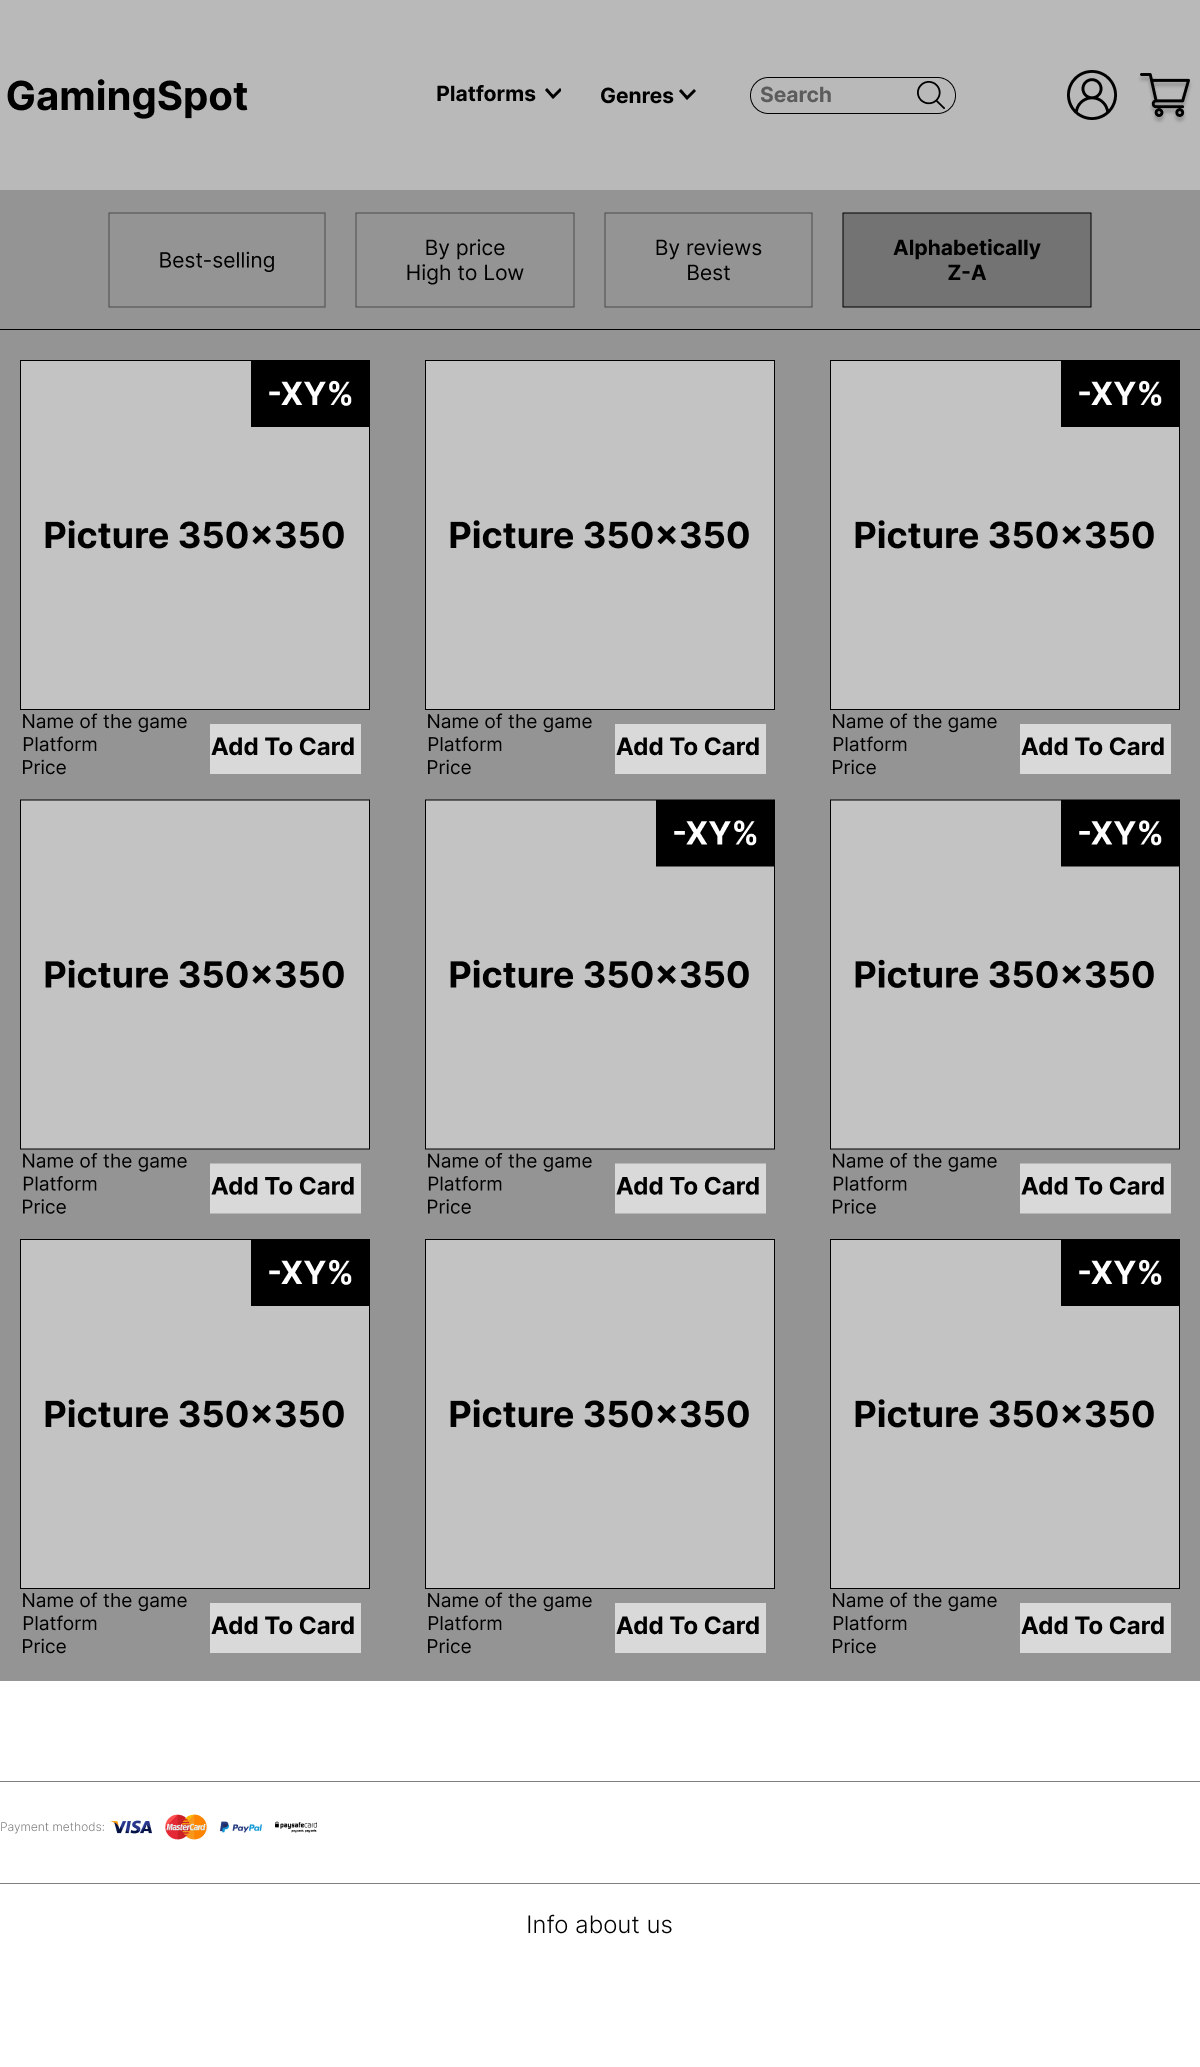 GamingSpot
Platforms
Genres
Search
Best-selling
By price
High to Low
By reviews
Best
Alphabetically
Z-A
-XY%
-XY%
Picture 350×350
Picture 350×350
Picture 350×350
Name of the game
Platform
Price
Add To Card
Name of the game
Platform
Price
Add To Card
Name of the game
Platform
Price
Add To Card
-XY%
-XY%
Picture 350×350
Picture 350×350
Picture 350×350
Name of the game
Platform
Price
Add To Card
Name of the game
Platform
Price
Add To Card
Name of the game
Platform
Price
Add To Card
-XY%
-XY%
Picture 350×350
Picture 350×350
Picture 350×350
Name of the game
Platform
Price
Add To Card
Name of the game
Platform
Price
Add To Card
Name of the game
Platform
Price
Add To Card
Payment methods:
VISA
MasterCard
PayPal
paysafecard
Info about us